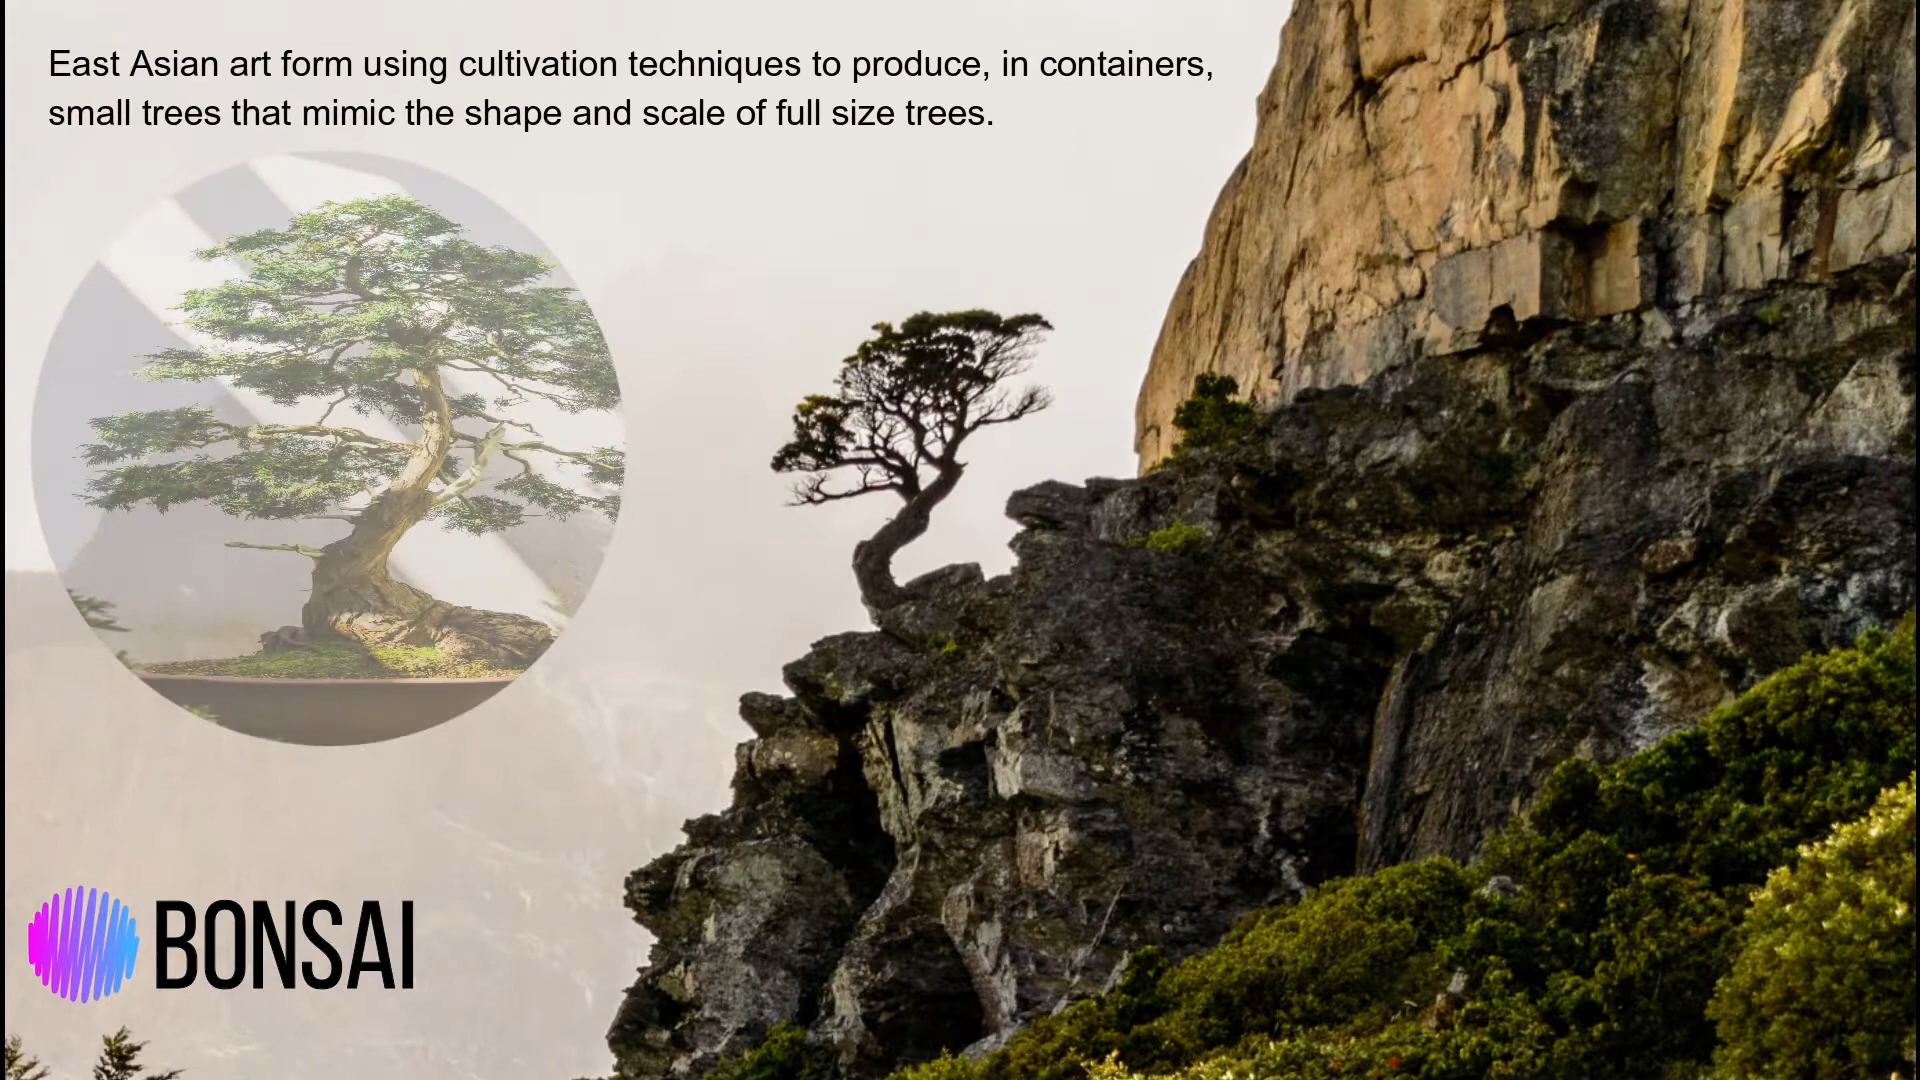 East Asian art form using cultivation techniques to produce, in containers,
small trees that mimic the shape and scale of full size trees.
BONSAI